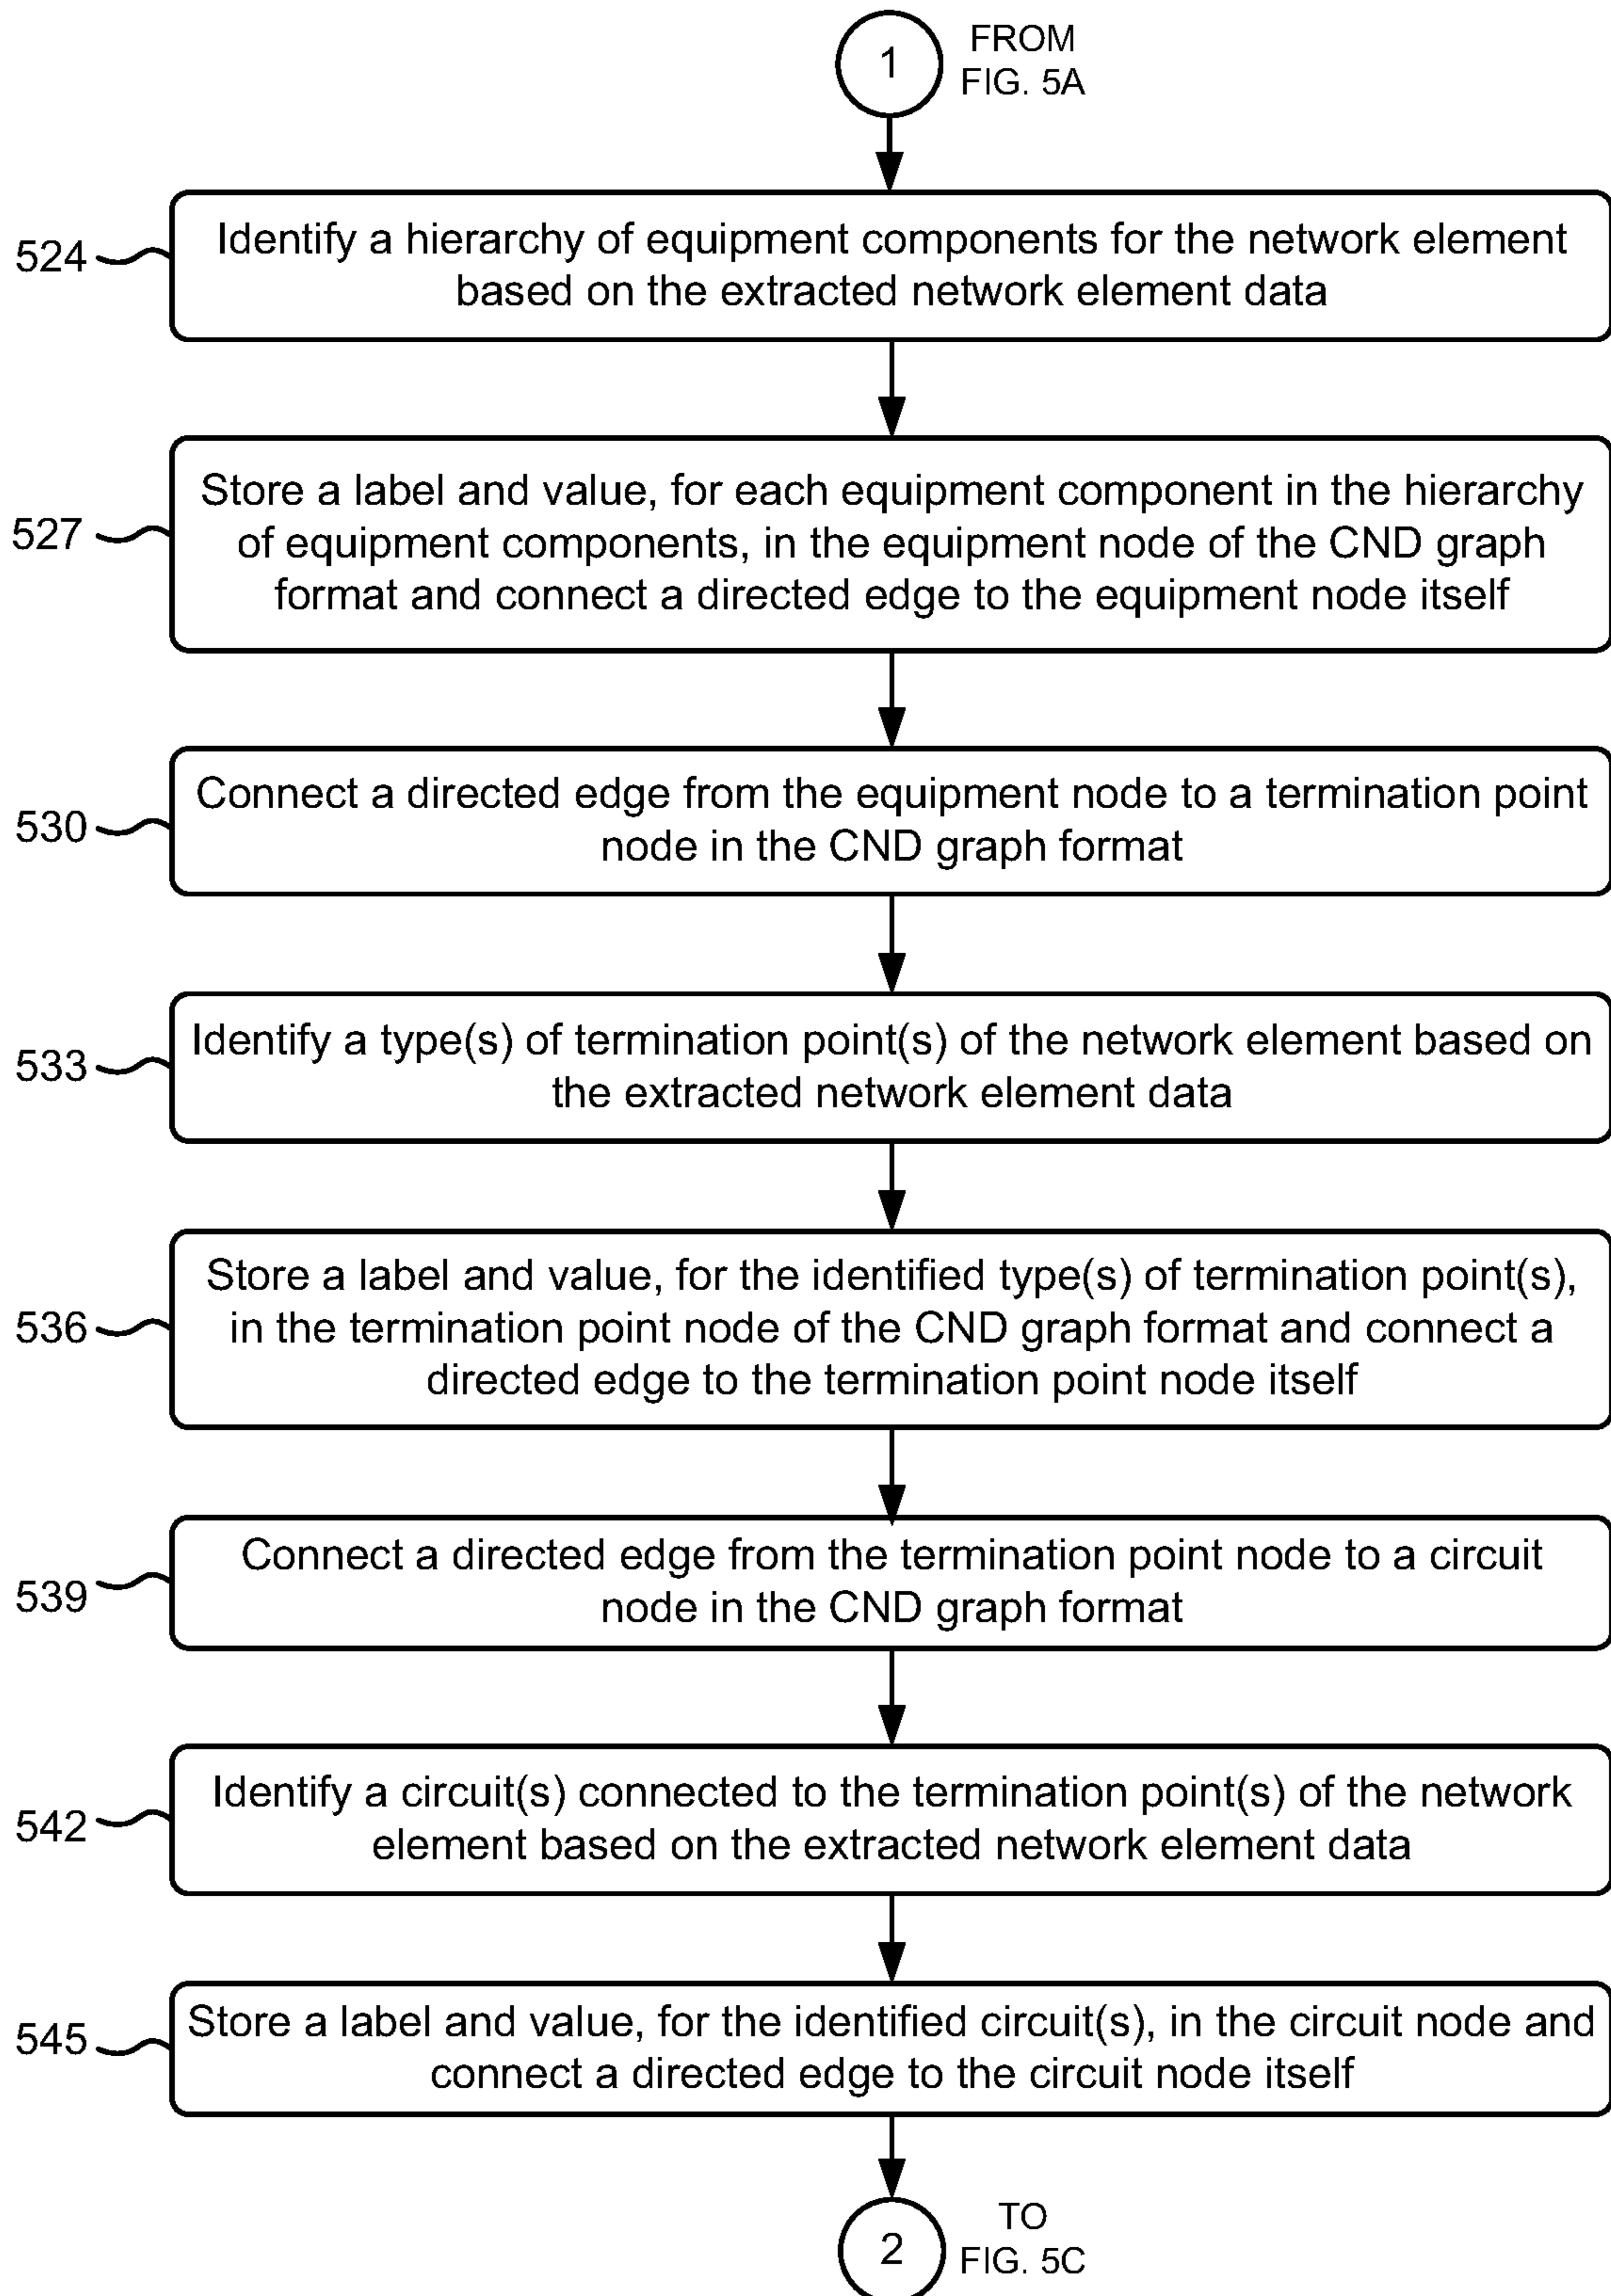 1
FROM
FIG. 5A
524
Identify a hierarchy of equipment components for the network element
based on the extracted network element data
527
Store a label and value, for each equipment component in the hierarchy
of equipment components, in the equipment node of the CND graph
format and connect a directed edge to the equipment node itself
530
Connect a directed edge from the equipment node to a termination point
node in the CND graph format
533
Identify a type(s) of termination point(s) of the network element based on
the extracted network element data
536
Store a label and value, for the identified type(s) of termination point(s),
in the termination point node of the CND graph format and connect a
directed edge to the termination point node itself
539
Connect a directed edge from the termination point node to a circuit
node in the CND graph format
542
Identify a circuit(s) connected to the termination point(s) of the network
element based on the extracted network element data
545
Store a label and value, for the identified circuit(s), in the circuit node and
connect a directed edge to the circuit node itself
2
TO
FIG. 5C